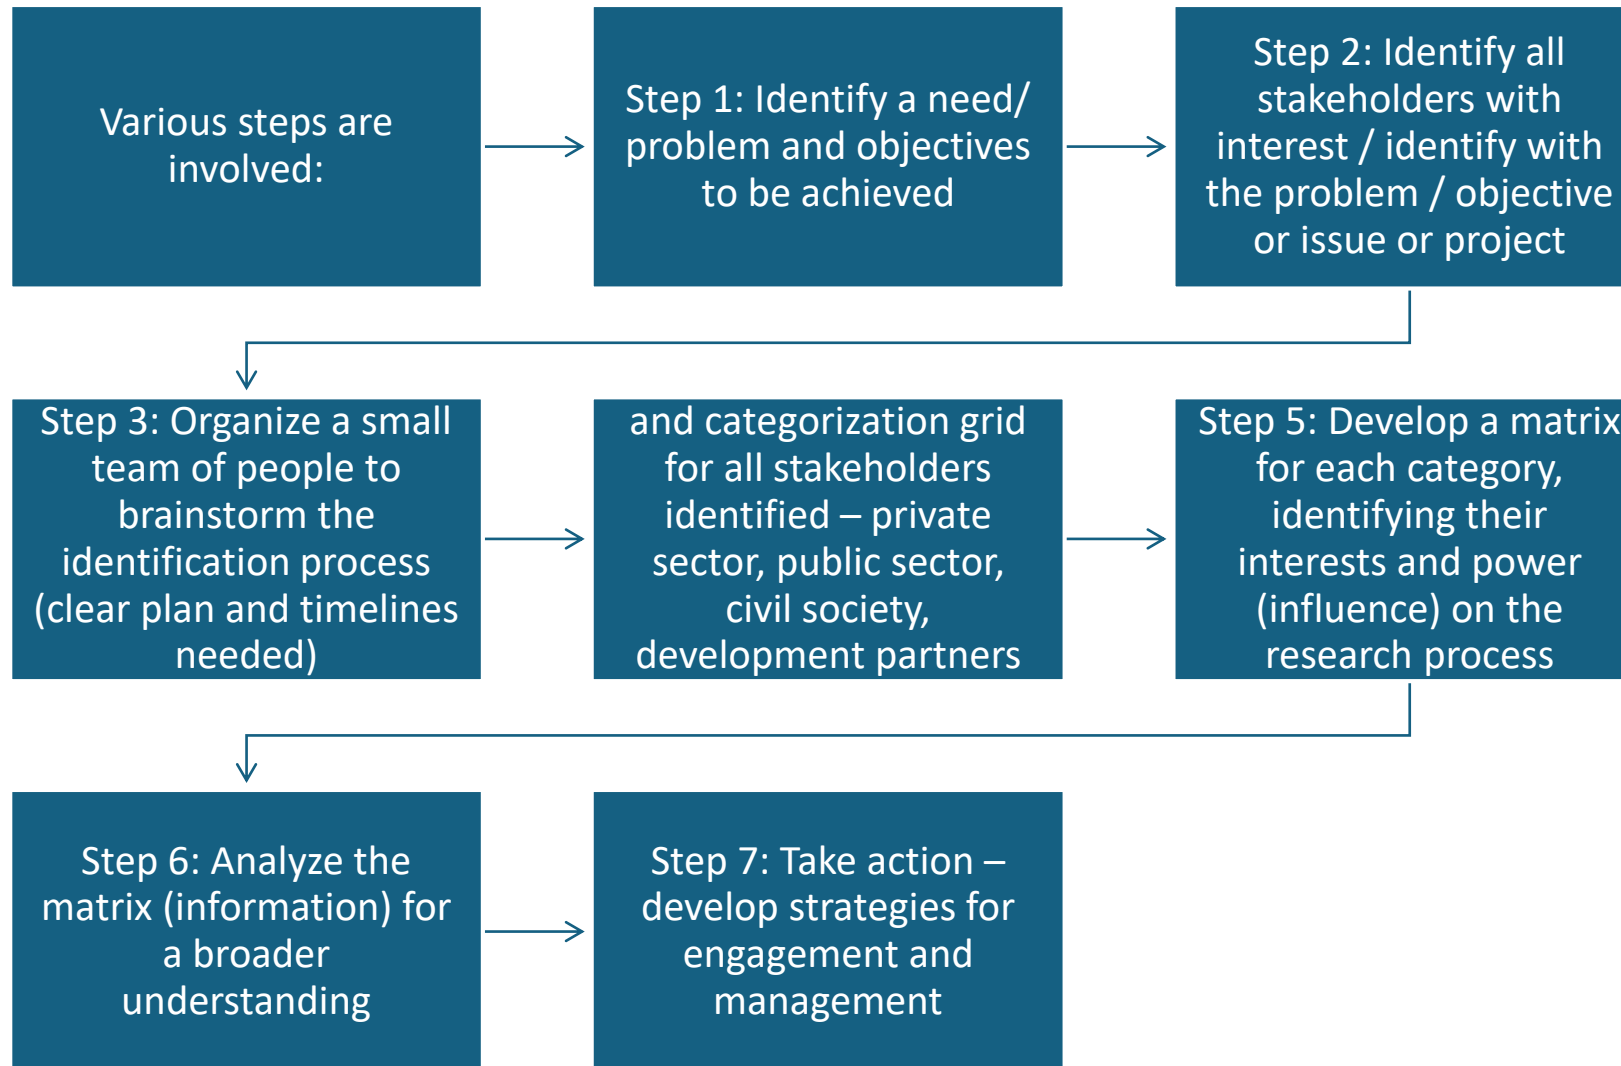 Various steps are
involved:
Step 1: Identify a need/
problem and objectives
to be achieved
Step 2: Identify all
stakeholders with
interest / identify with
the problem / objective
or issue or project
Step 3: Organize a small
team of people to
brainstorm the
identification process
(clear plan and timelines
needed)
and categorization grid
for all stakeholders
identified – private
sector, public sector,
civil society,
development partners
Step 5: Develop a matrix
for each category,
identifying their
interests and power
(influence) on the
research process
Step 6: Analyze the
matrix (information) for
a broader
understanding
Step 7: Take action –
develop strategies for
engagement and
management